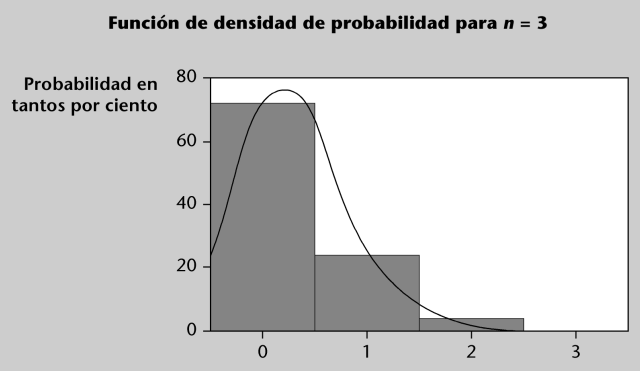 Función de densidad de probabilidad para n = 3
Probabilidad en
tantos por ciento
80
60
40
20
0
0 1 2 3